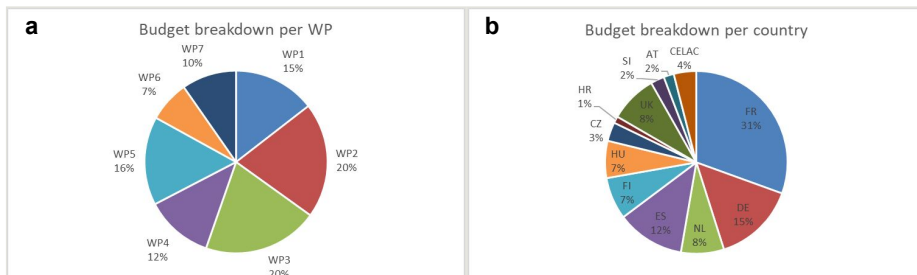 a
Budget breakdown per WP
WP7
10%
WP1
15%
WP6
7%
WP2
20%
WP5
16%
WP4
12%
WP3
20%
b
Budget breakdown per country
AT
2%
CELAC
4%
SI
2%
HR
1%
UK
8%
FR
31%
CZ
3%
HU
7%
FI
7%
DE
15%
ES
12%
NL
8%